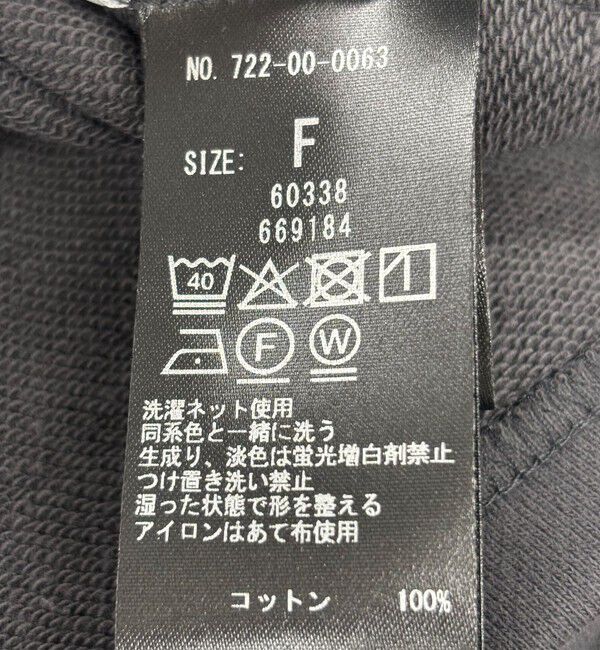 NO. 722-00-0063
SIZE: F
60338
669184
40
F W
洗濯ネット使用
同系色と一緒に洗う
生成り、淡色は蛍光増白剤禁止
つけ置き洗い禁止
湿った状態で形を整える
アイロンはあて布使用
コットン 100%